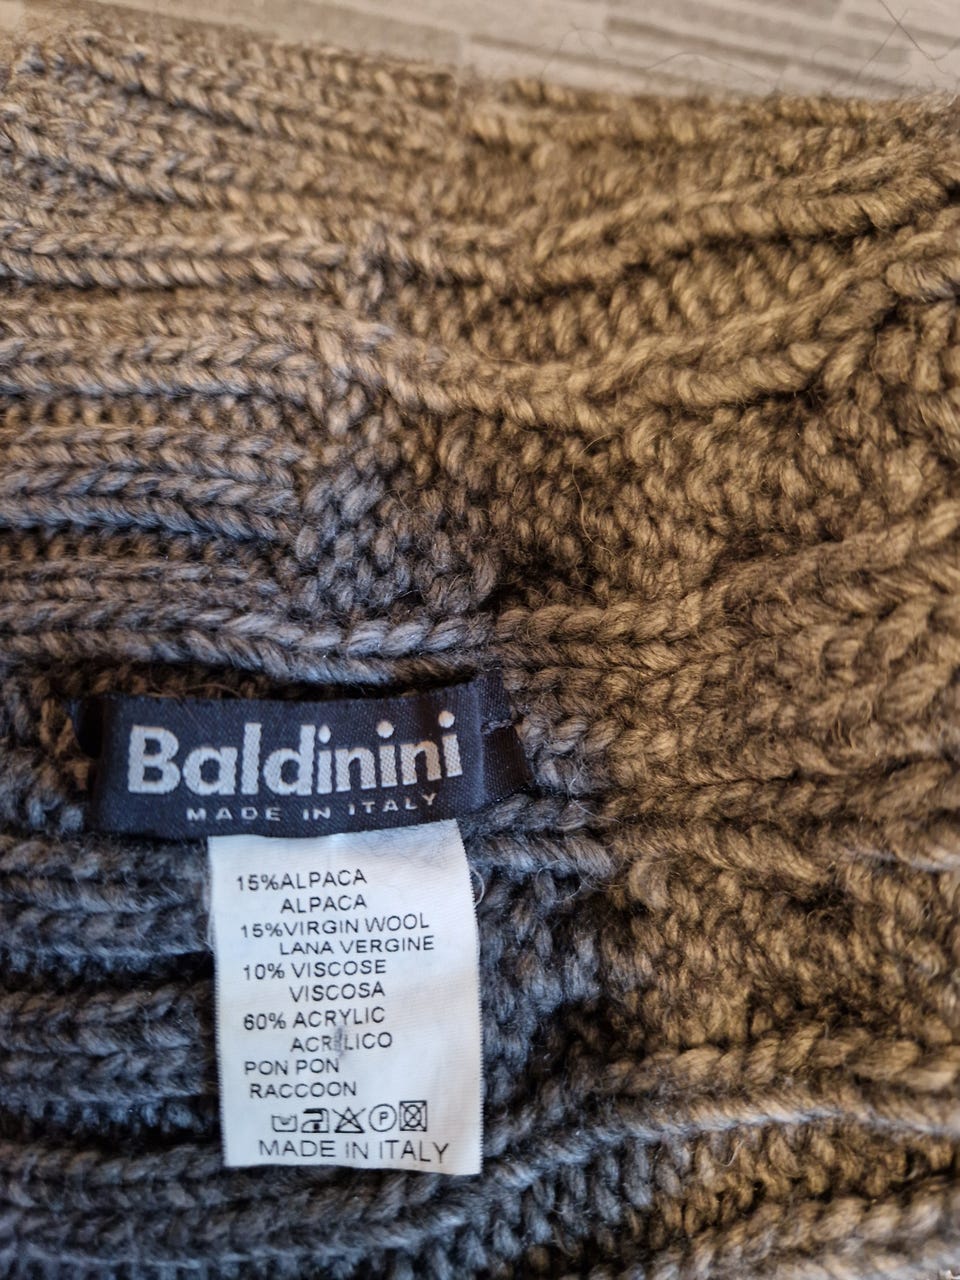 Baldinini
MADE IN ITALY
15%ALPACA
ALPACA
15%VIRGIN WOOL
LANA VERGINE
10% VISCOSE
VISCOSA
60% ACRYLIC
ACRILICO
PON PON
RACCOON
P
MADE IN ITALY